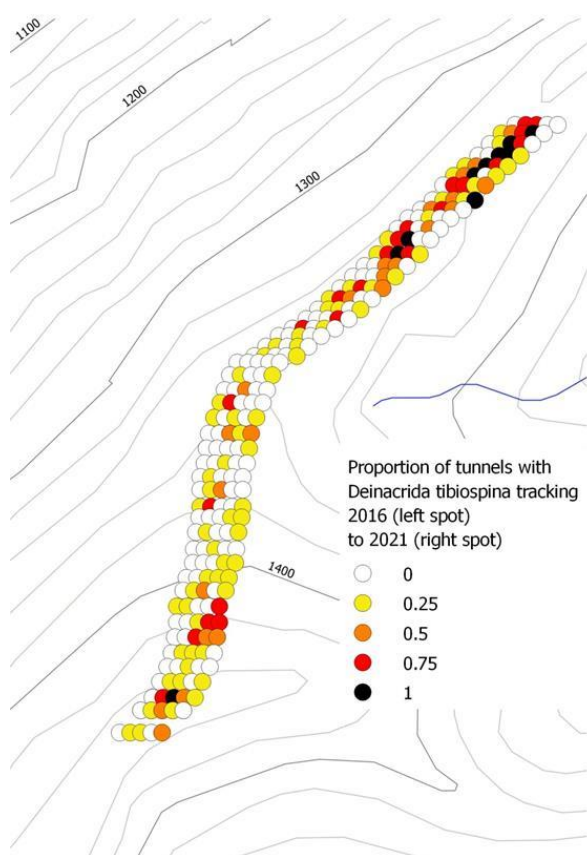 1100
1200
1300
1400
Proportion of tunnels with
Deinacrida tibiospina tracking
2016 (left spot)
to 2021 (right spot)
0
0.25
0.5
0.75
1